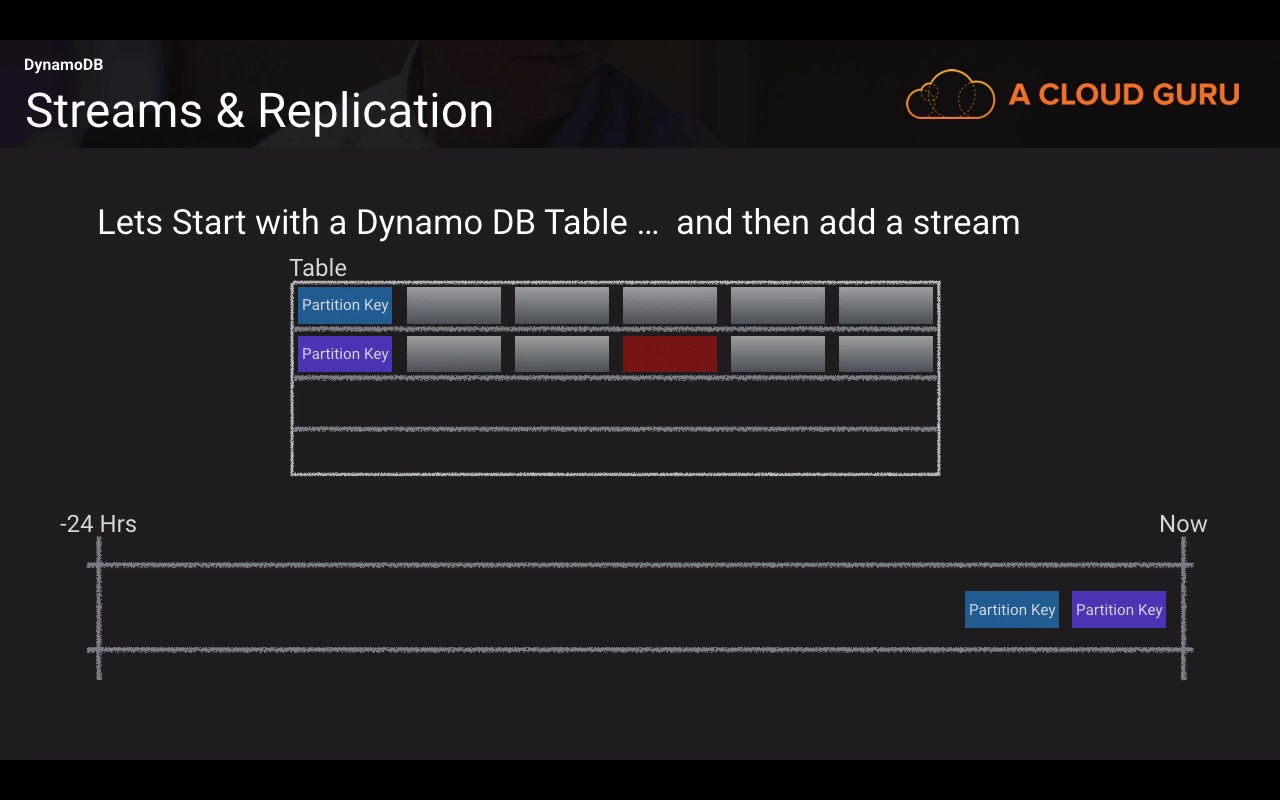 DynamoDB
Streams & Replication
A CLOUD GURU
Lets Start with a Dynamo DB Table ... and then add a stream
Table
Partition Key
Partition Key
-24 Hrs
Now
Partition Key
Partition Key